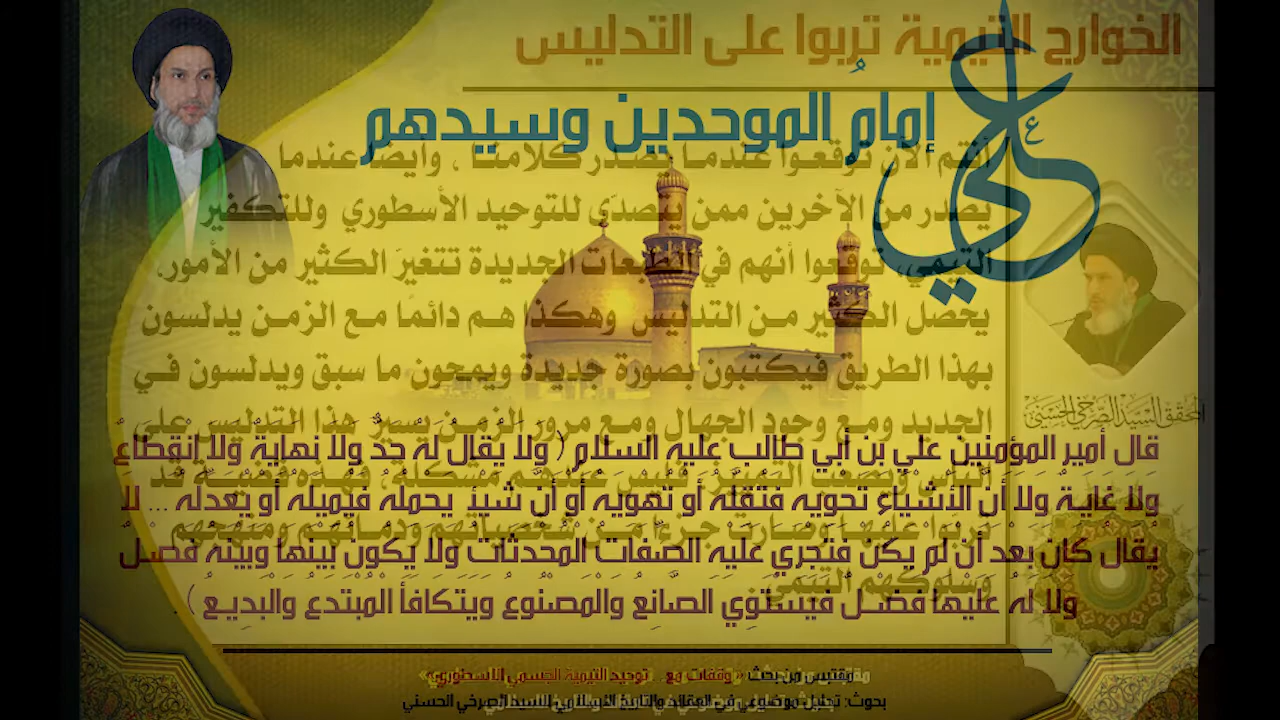 الخوارج التيمية تربوا على التدليس
علي
ع
إمامُ الموحدين وسيدهم
أنتم الآن توقعوا عندما يصدر كلامنا ، وأيضا عندما
يصدر من الآخرين ممن يتصدّى للتوحيد الأسطوري وللتكفير
التيمي، توقعوا أنهم في الطبعات الجديدة تتغيرَ الكثير من الأمور.
يحصل الكثير من التدليس وهكذا هم دائمًا مع الزمن يدلسون
بهذا الطريق فيكتبون بصورة جديدة ويمحون ما سبق ويدلسون في
الجديد ومع وجود الجهال ومع مرور الزمن يسير هذا التدليس على
المحقق السيد الصرخي الحسني
قال أمير المؤمنين علي بن أبي طالب عليه السلام ( ولا يقال له حد ولا نهاية ولا انقطاع
ولا غاية ولا أن الأشياء تحويه فتقله أو تهويه أو أن شيئ يحمله فيميله أو يعدله ... لا
يقال كان بعد أن لم يكن فتجري عليه الصفات المحدثات ولا يكون بينها وبينه فصل
وسلوكهم التيمي
ولا له عليها فضل فيستوي الصانع والمصنوع ويتكافأ المبتدع والبديع ) .
مقتبس من بحث « وقفات مع.. توحيد التيمية الجسمي الأسطوري»
بحوث: تحليل موضوعي في العقائد والتاريخ الإسلامي للسيد الصرخي الحسني